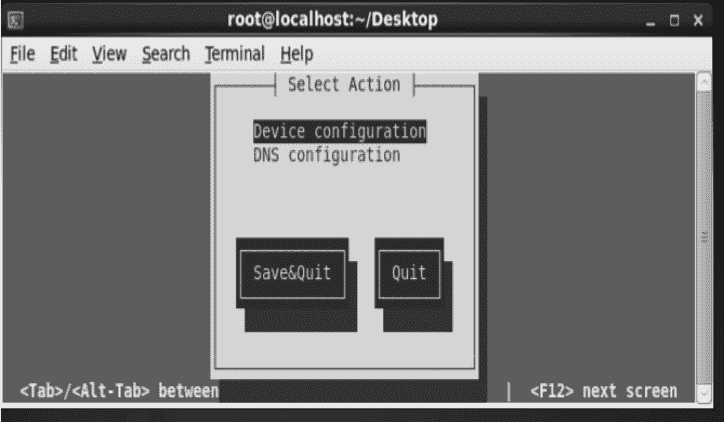 root@localhost:~/Desktop
File Edit View Search Terminal Help
Select Action
Device configuration
DNS configuration
Save&Quit Quit
<Tab>/<Alt-Tab> between | <F12> next screen